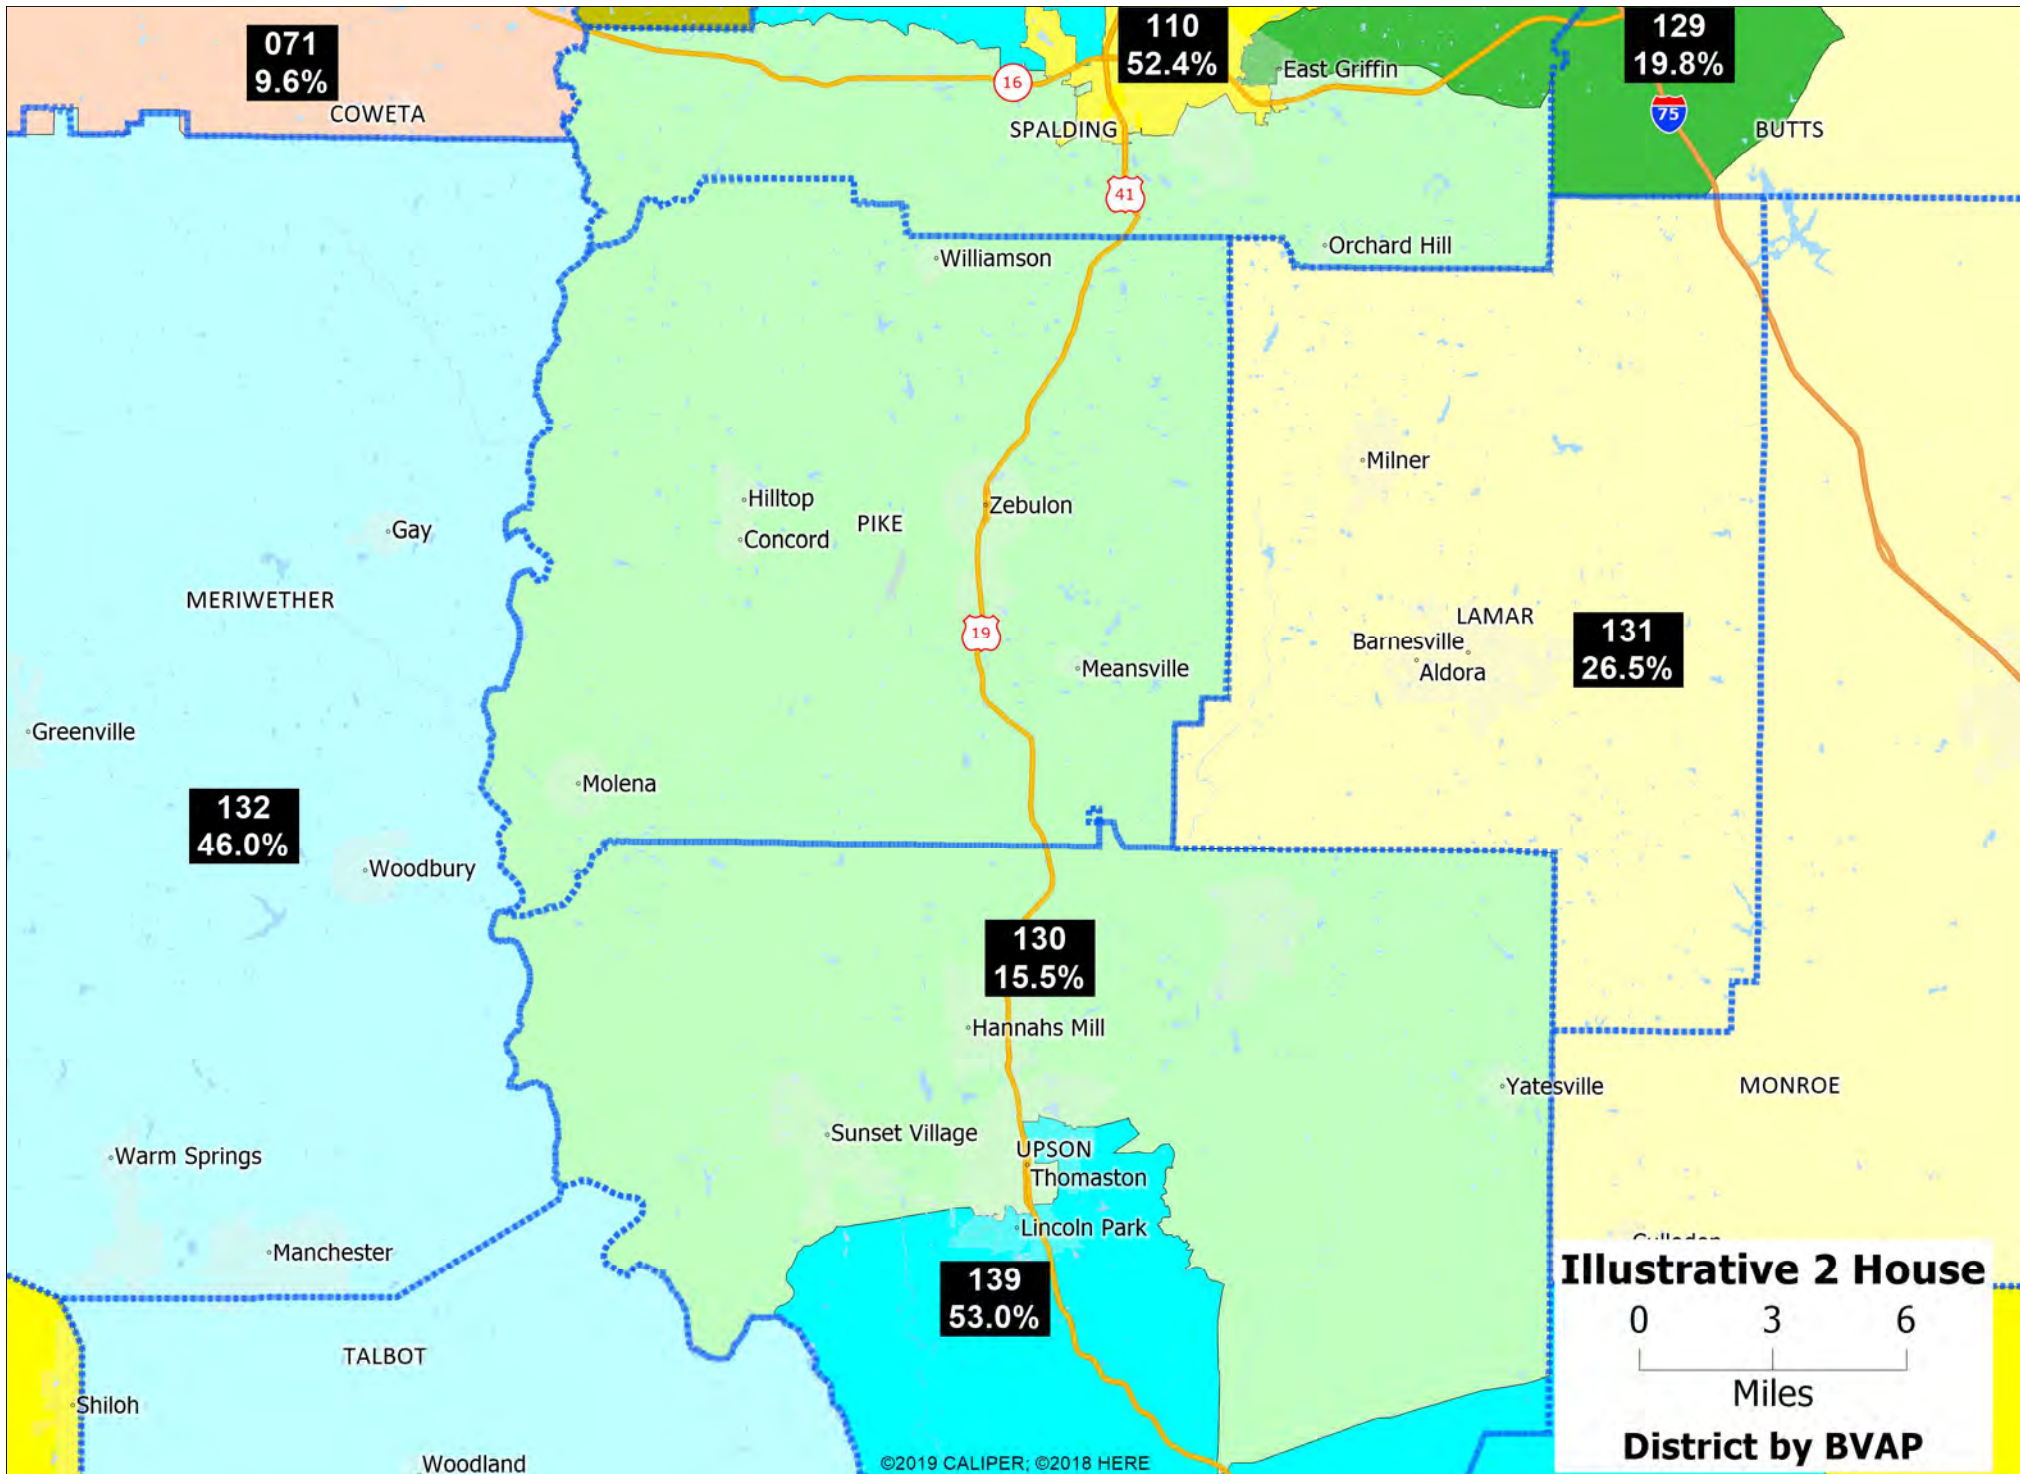 071
9.6%
110
52.4%
129
19.8%
16
East Griffin
75
COWETA
SPALDING
BUTTS
41
Orchard Hill
Williamson
Milner
Hilltop
Zebulon
PIKE
Concord
Gay
MERIWETHER
LAMAR
131
26.5%
19
Barnesville
Aldora
Meansville
Greenville
Molena
132
46.0%
Woodbury
130
15.5%
Hannahs Mill
Yatesville
MONROE
Sunset Village
UPSON
Thomaston
Warm Springs
Lincoln Park
Manchester
139
53.0%
TALBOT
Shiloh
Woodland
©2019 CALIPER; ©2018 HERE
Illustrative 2 House
0 3 6
Miles
District by BVAP